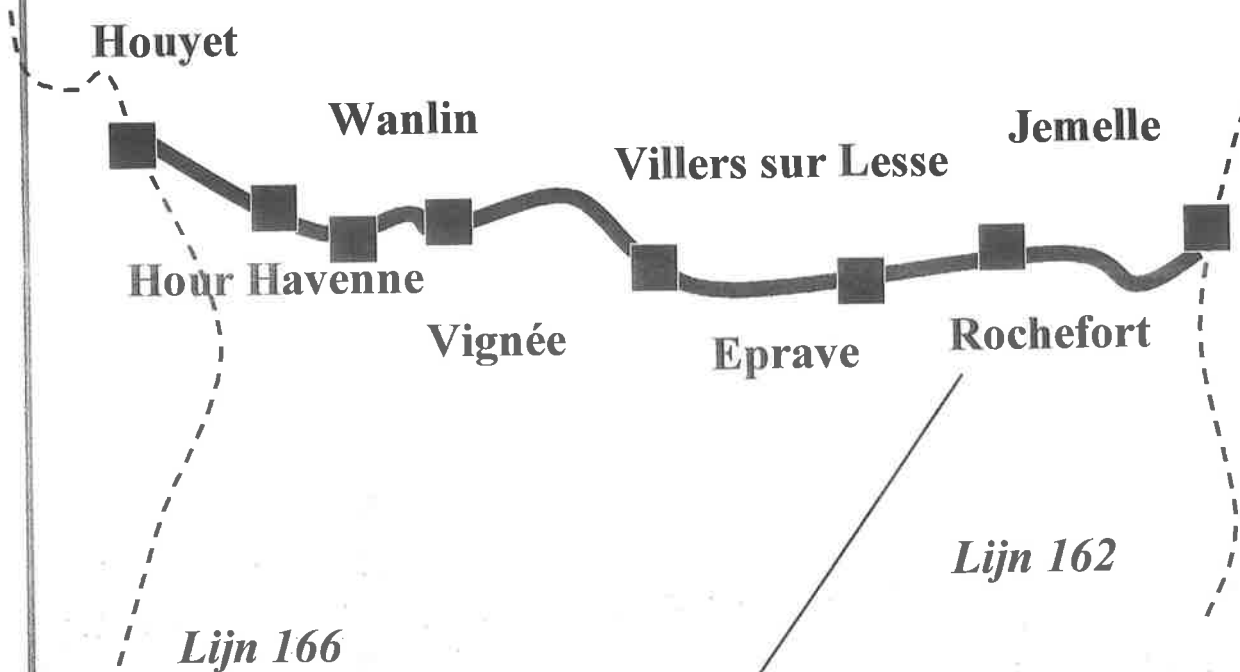 Houyet
Wanlin
Jemelle
Villers sur Lesse
Hour Havenne
Vignée
Eprave
Rochefort
Lijn 162
Lijn 166